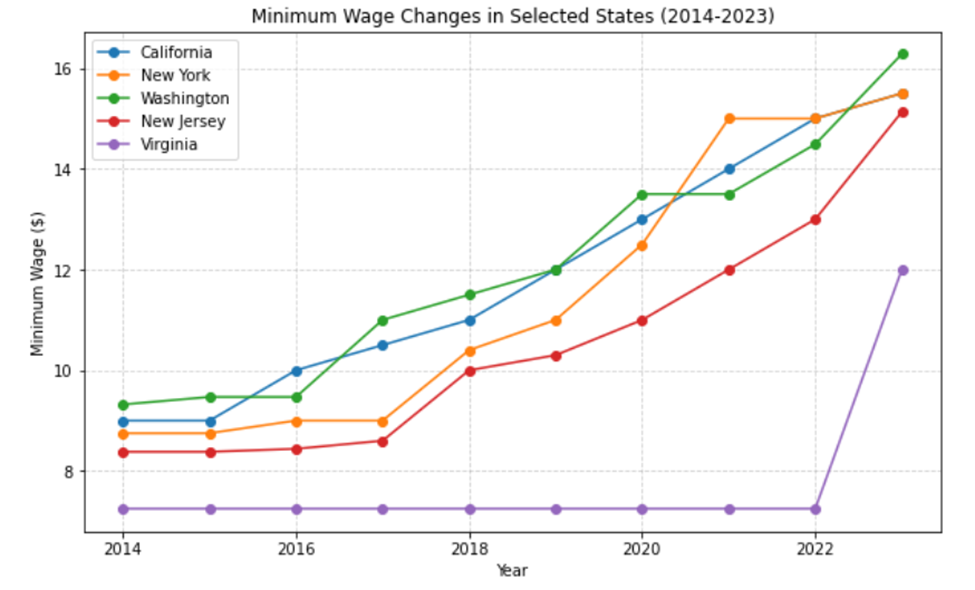 Minimum Wage Changes in Selected States (2014-2023)
California
New York
Washington
New Jersey
Virginia
Minimum Wage ($)
16
14
12
10
8
2014
2016
2018
2020
2022
Year